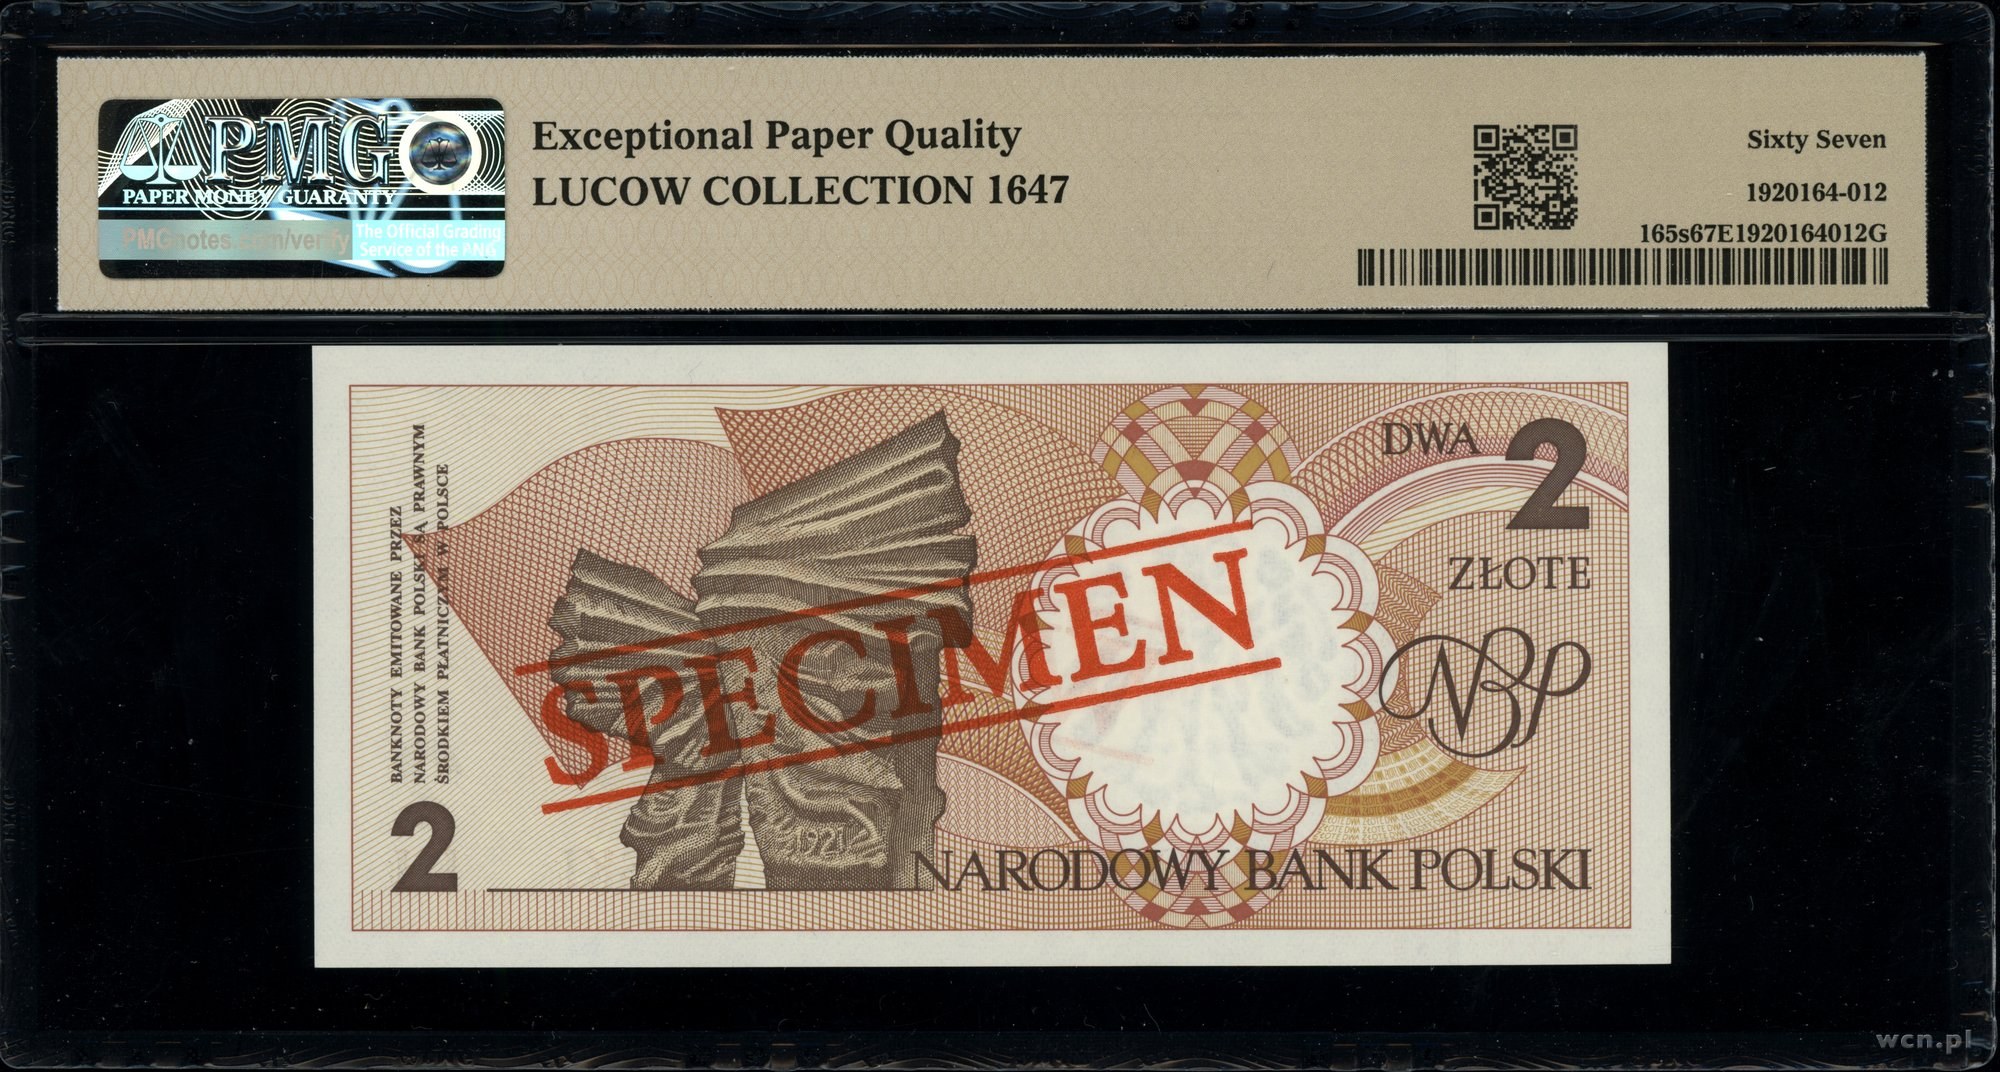 PMG
PAPER MONEY GUARANTY
PMGnotes.com/verify
The Official Grading
Service of the PNG
Exceptional Paper Quality
LUCOW COLLECTION 1647
Sixty Seven
1920164-012
165s67E1920164012G
BANKNOTY EMITOWANE PRZEZ
NARODOWY BANK POLSKI SĄ PRAWNYM
ŚRODKIEM PŁATNICZYM W POLSCE
DWA 2
ZŁOTE
NBP
SPECIMEN
1921
2
NARODOWY BANK POLSKI
wcn.pl